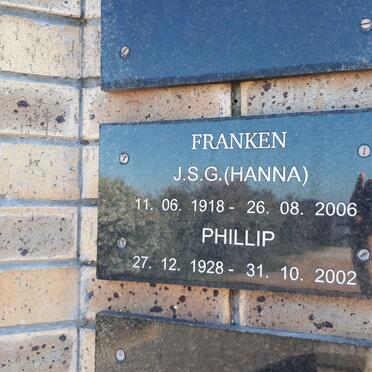 FRANKEN
J.S.G.(HANNA)
11. 06. 1918 - 26. 08. 2006
PHILLIP
27. 12. 1928 - 31. 10. 2002